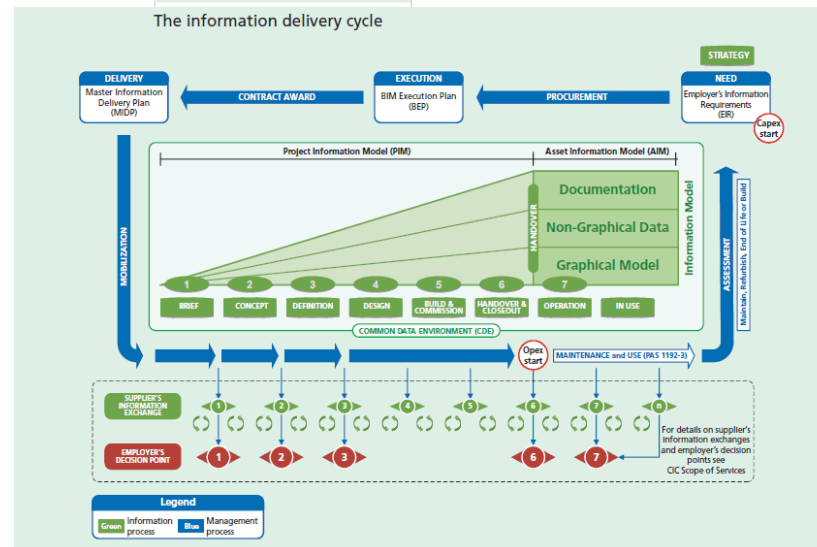 The information delivery cycle
STRATEGY
DELIVERY
Master Information
Delivery Plan
(MIDP)
CONTRACT AWARD
EXECUTION
BIM Execution Plan
(BEP)
PROCUREMENT
NEED
Employer's Information
Requirements
(EIR)
Capex
start
Project Information Model (PIM)
Asset Information Model (AIM)
MOBILIZATION
HANDOVER
Documentation
Non-Graphical Data
Graphical Model
Information Model
ASSESSMENT
Maintain, Refurbish, End of Life or Build
1 2 3 4 5 6 7
BRIEF
CONCEPT
DEFINITION
DESIGN
BUILD &
COMMISSION
HANDOVER &
CLOSEOUT
OPERATION
IN USE
COMMON DATA ENVIRONMENT (CDE)
Opex
start
MAINTENANCE and USE (PAS 1192-3)
SUPPLIER'S
INFORMATION
EXCHANGE
1 2 3 4 5 6 7 n
For details on supplier's
Information exchanges
and employer's decision
points see
CIC Scope of Services
EMPLOYER'S
DECISION POINT
1 2 3 6 7
Legend
Green Information
process
Blue Management
process